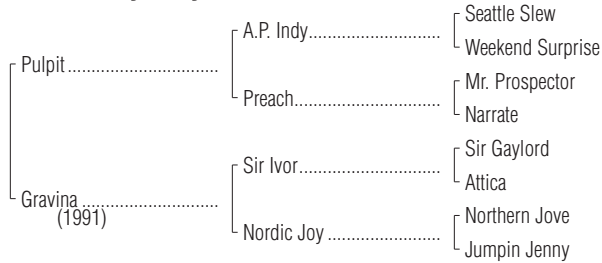 Seattle Slew
A.P. Indy
Weekend Surprise
Pulpit
Mr. Prospector
Preach
Narrate
Sir Gaylord
Sir Ivor
Attica
Gravina
(1991)
Northern Jove
Nordic Joy
Jumpin Jenny